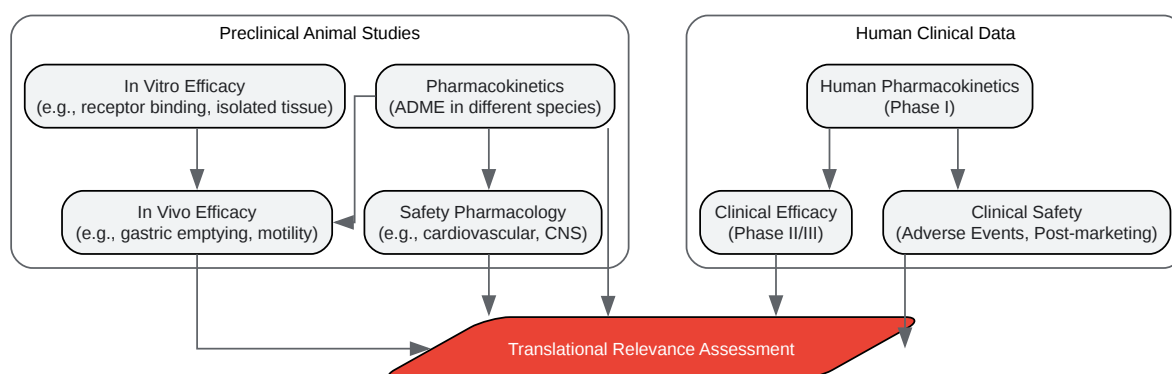 Preclinical Animal Studies
In Vitro Efficacy
(e.g., receptor binding, isolated tissue)
Pharmacokinetics
(ADME in different species)
In Vivo Efficacy
(e.g., gastric emptying, motility)
Safety Pharmacology
(e.g., cardiovascular, CNS)
Human Clinical Data
Human Pharmacokinetics
(Phase I)
Clinical Efficacy
(Phase II/III)
Clinical Safety
(Adverse Events, Post-marketing)
Translational Relevance Assessment